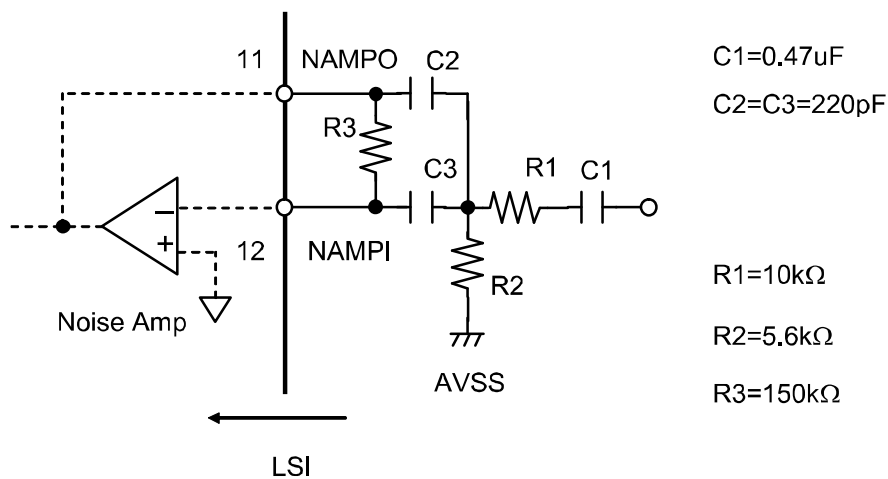 11
NAMPO
C2
R3
C3
R1
C1
−
+
12
NAMPI
R2
Noise Amp
AVSS
LSI
C1=0.47uF
C2=C3=220pF
R1=10kΩ
R2=5.6kΩ
R3=150kΩ